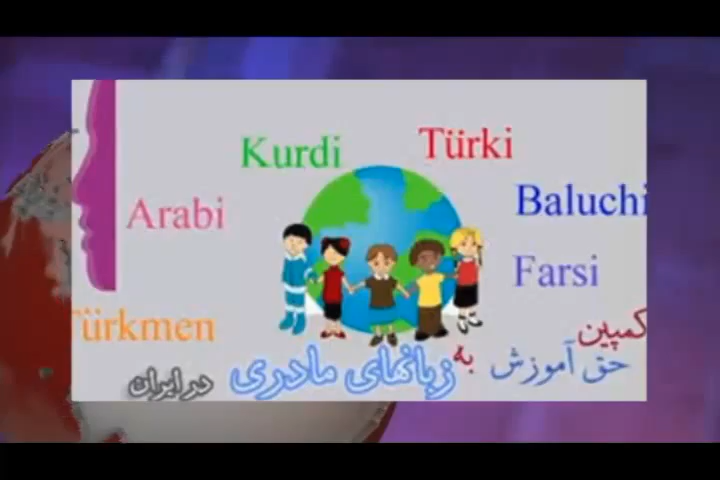 Kurdi
Türki
Arabi
Baluchi
Farsi
Türkmen
کمپین
حق آموزش به
زبانهای مادری
در ایران